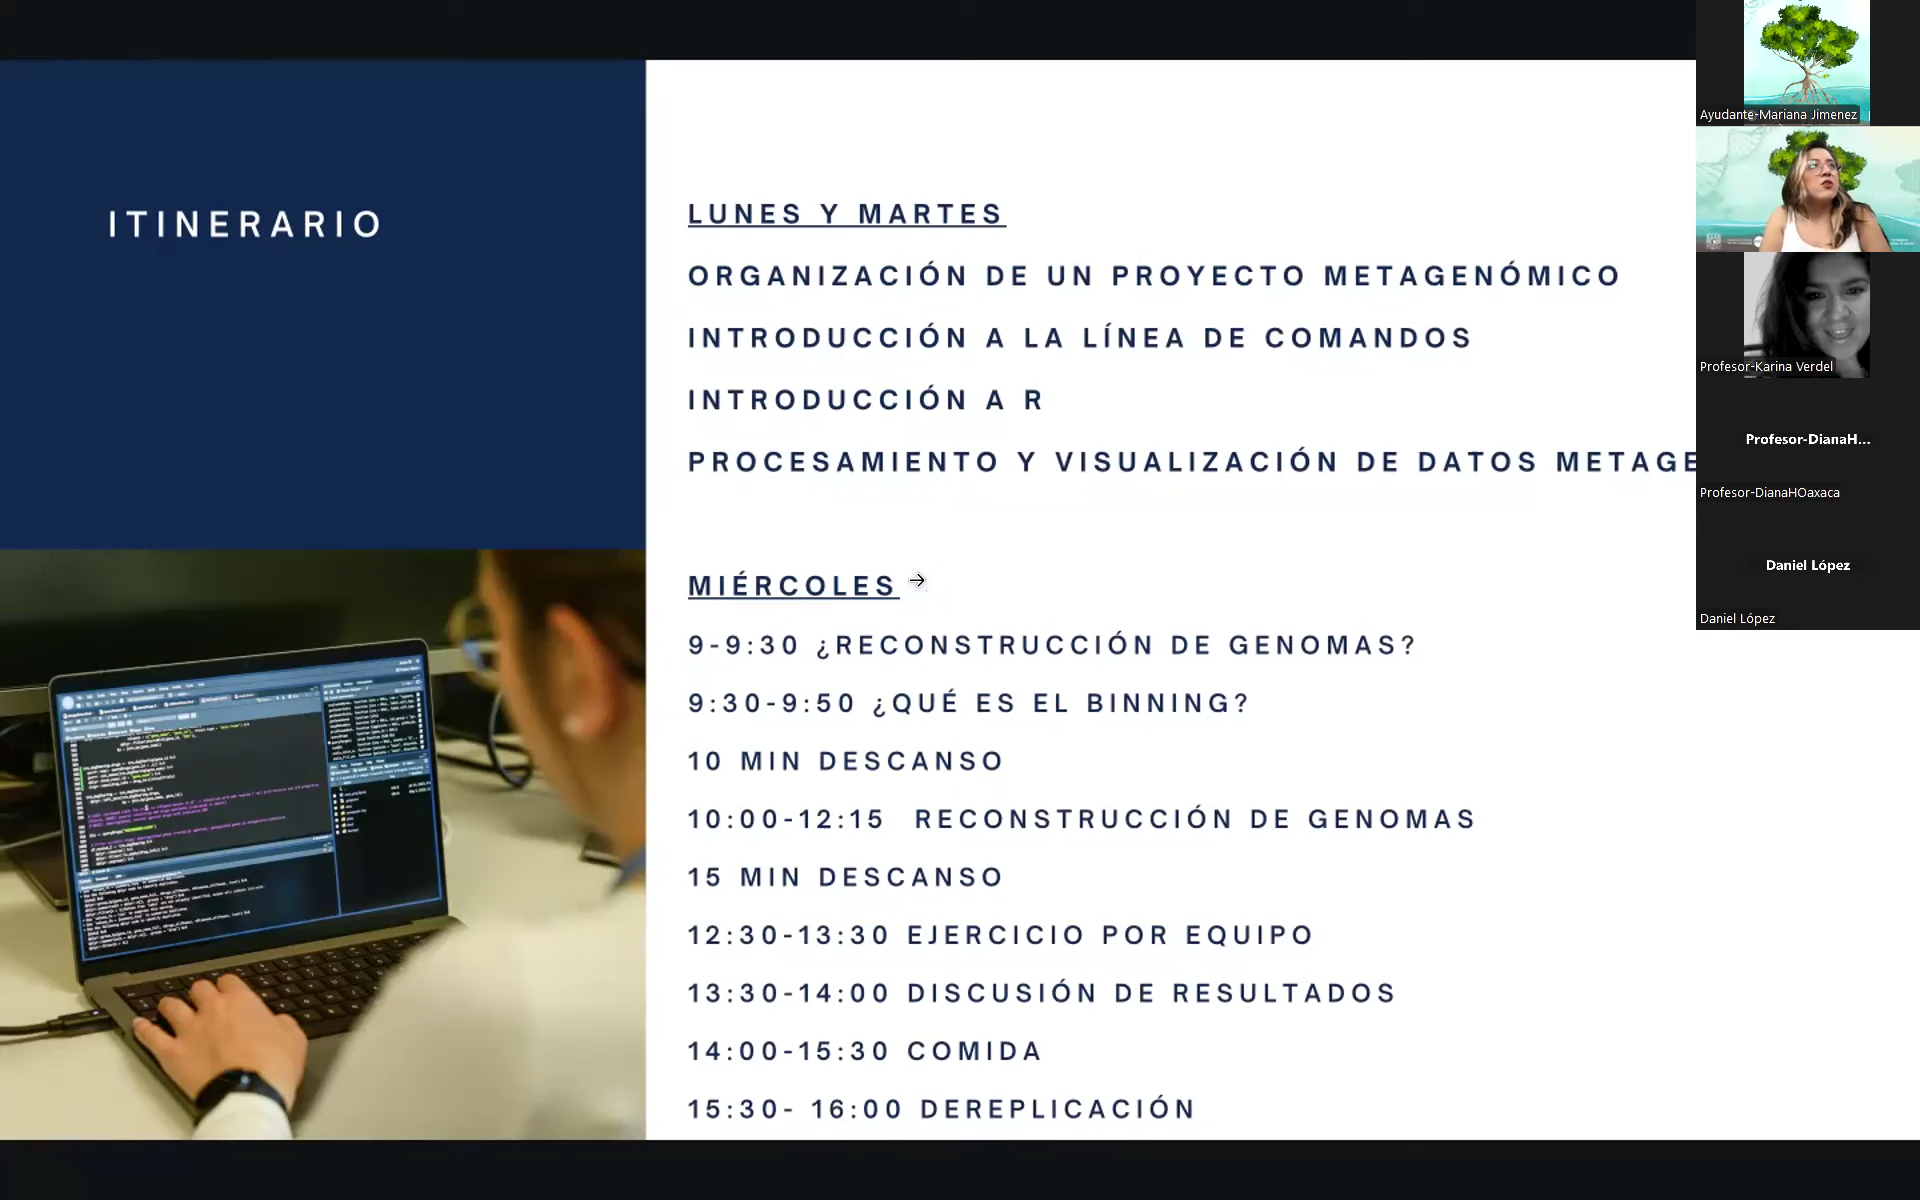 ITINERARIO
LUNES Y MARTES
ORGANIZACIÓN DE UN PROYECTO METAGENÓMICO
INTRODUCCIÓN A LA LÍNEA DE COMANDOS
INTRODUCCIÓN A R
PROCESAMIENTO Y VISUALIZACIÓN DE DATOS METAGE
MIÉRCOLES
9-9:30 ¿RECONSTRUCCIÓN DE GENOMAS?
9:30-9:50 ¿QUÉ ES EL BINNING?
10 MIN DESCANSO
10:00-12:15 RECONSTRUCCIÓN DE GENOMAS
15 MIN DESCANSO
12:30-13:30 EJERCICIO POR EQUIPO
13:30-14:00 DISCUSIÓN DE RESULTADOS
14:00-15:30 COMIDA
15:30- 16:00 DEREPLICACIÓN
Ayudante-Mariana Jimenez
Profesor-Karina Verdel
Profesor-DianaH...
Profesor-DianaHOaxaca
Daniel López
Daniel López